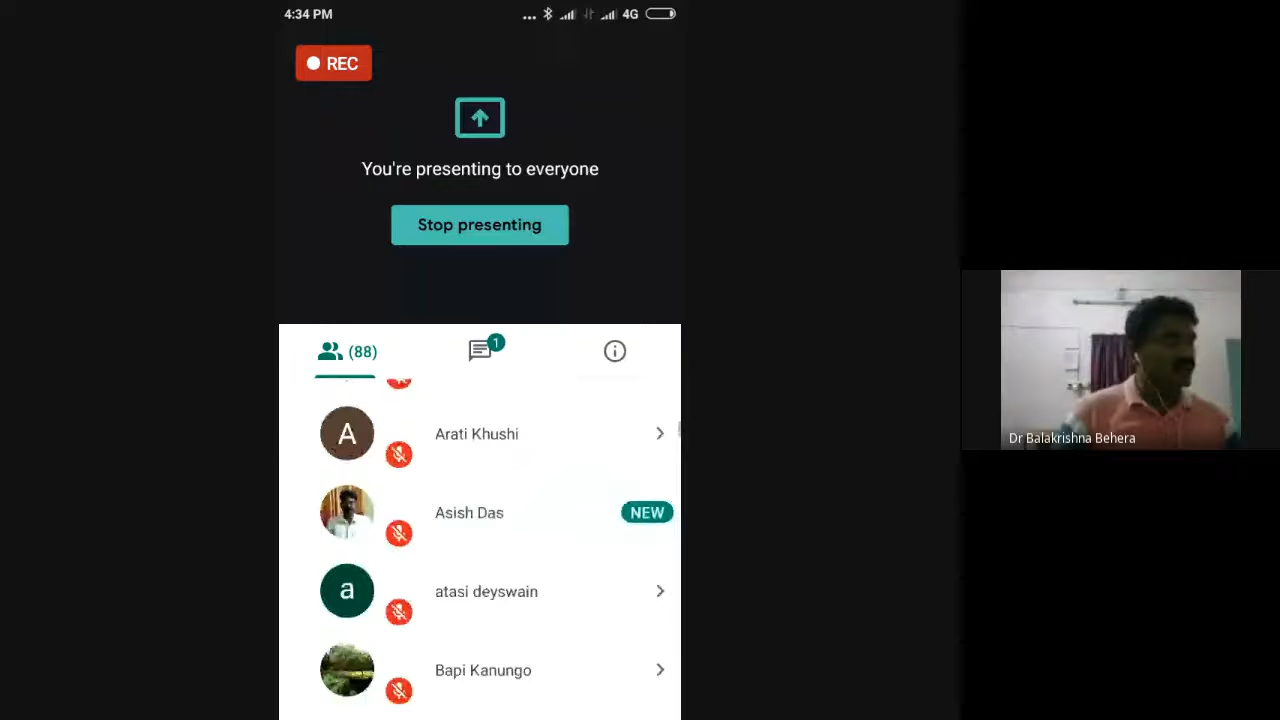 4:34 PM
4G
REC
You're presenting to everyone
Stop presenting
(88)
1
A
Arati Khushi
Asish Das
NEW
a
atasi deyswain
Bapi Kanungo
Dr Balakrishna Behera